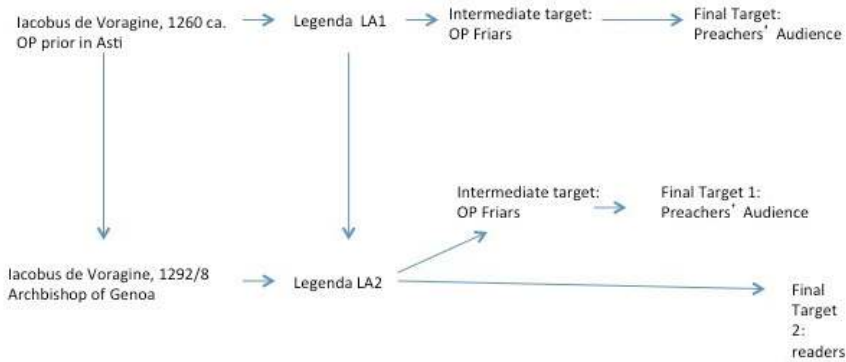 Iacobus de Voragine, 1260 ca.
OP prior in Asti
Legenda LA1
Intermediate target:
OP Friars
Final Target:
Preachers' Audience
Intermediate target:
OP Friars
Final Target 1:
Preachers' Audience
Iacobus de Voragine, 1292/8
Archbishop of Genoa
Legenda LA2
Final
Target
2:
readers